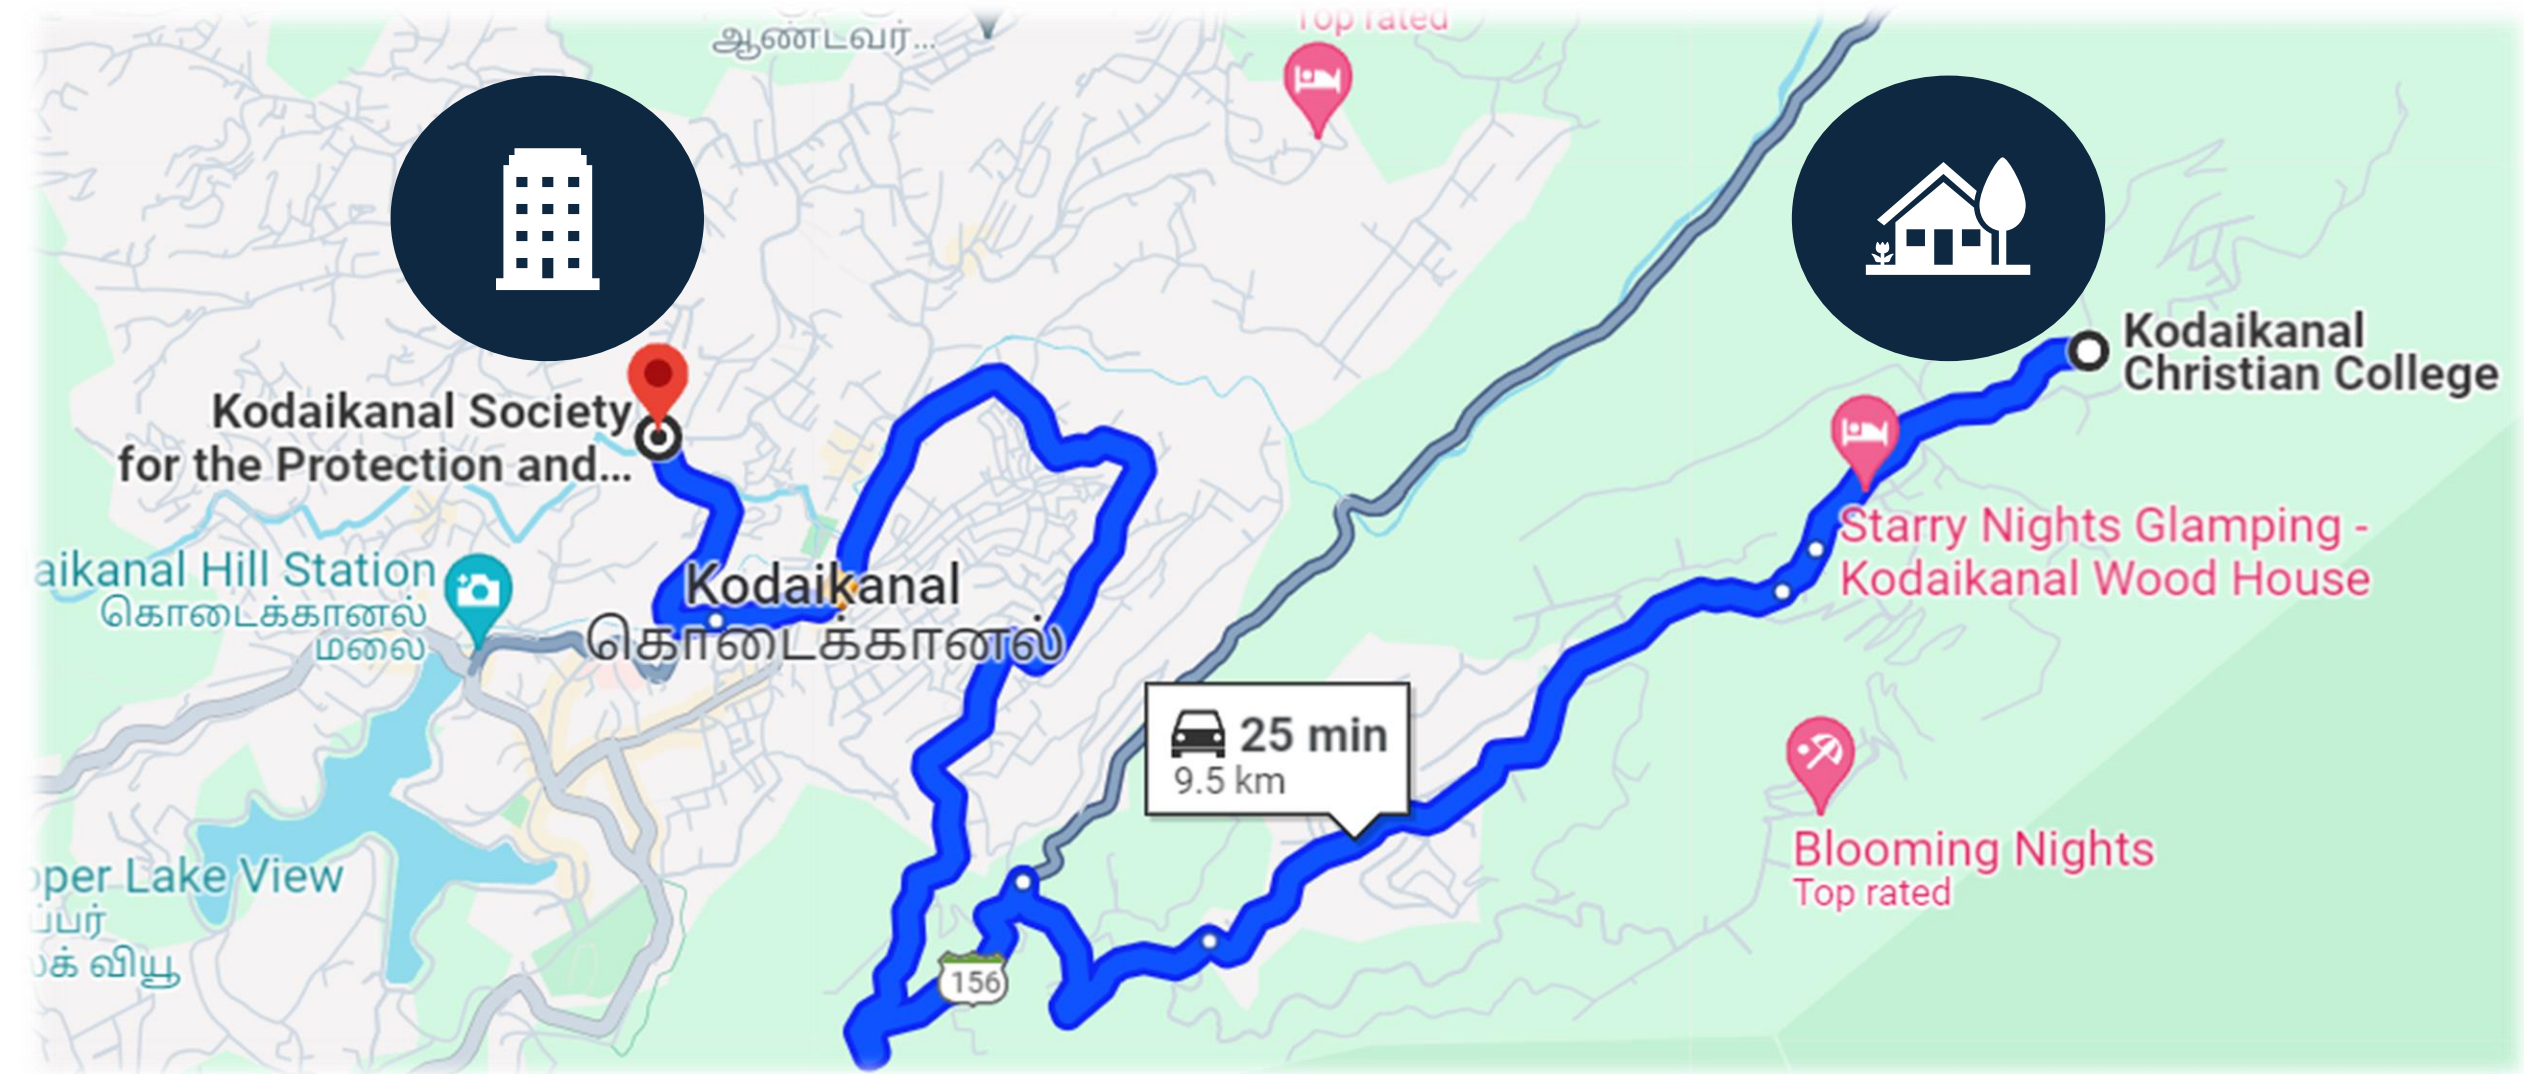 Top rated
ஆண்டவர்...
Kodaikanal
Christian College
Kodaikanal Society
for the Protection and...
Starry Nights Glamping -
Kodaikanal Wood House
aikanal Hill Station
கொடைக்கானல்
மலை
Kodaikanal
கொடைக்கானல்
25 min
9.5 km
Blooming Nights
Top rated
pper Lake View
ப்பர்
லேக் வியூ
156